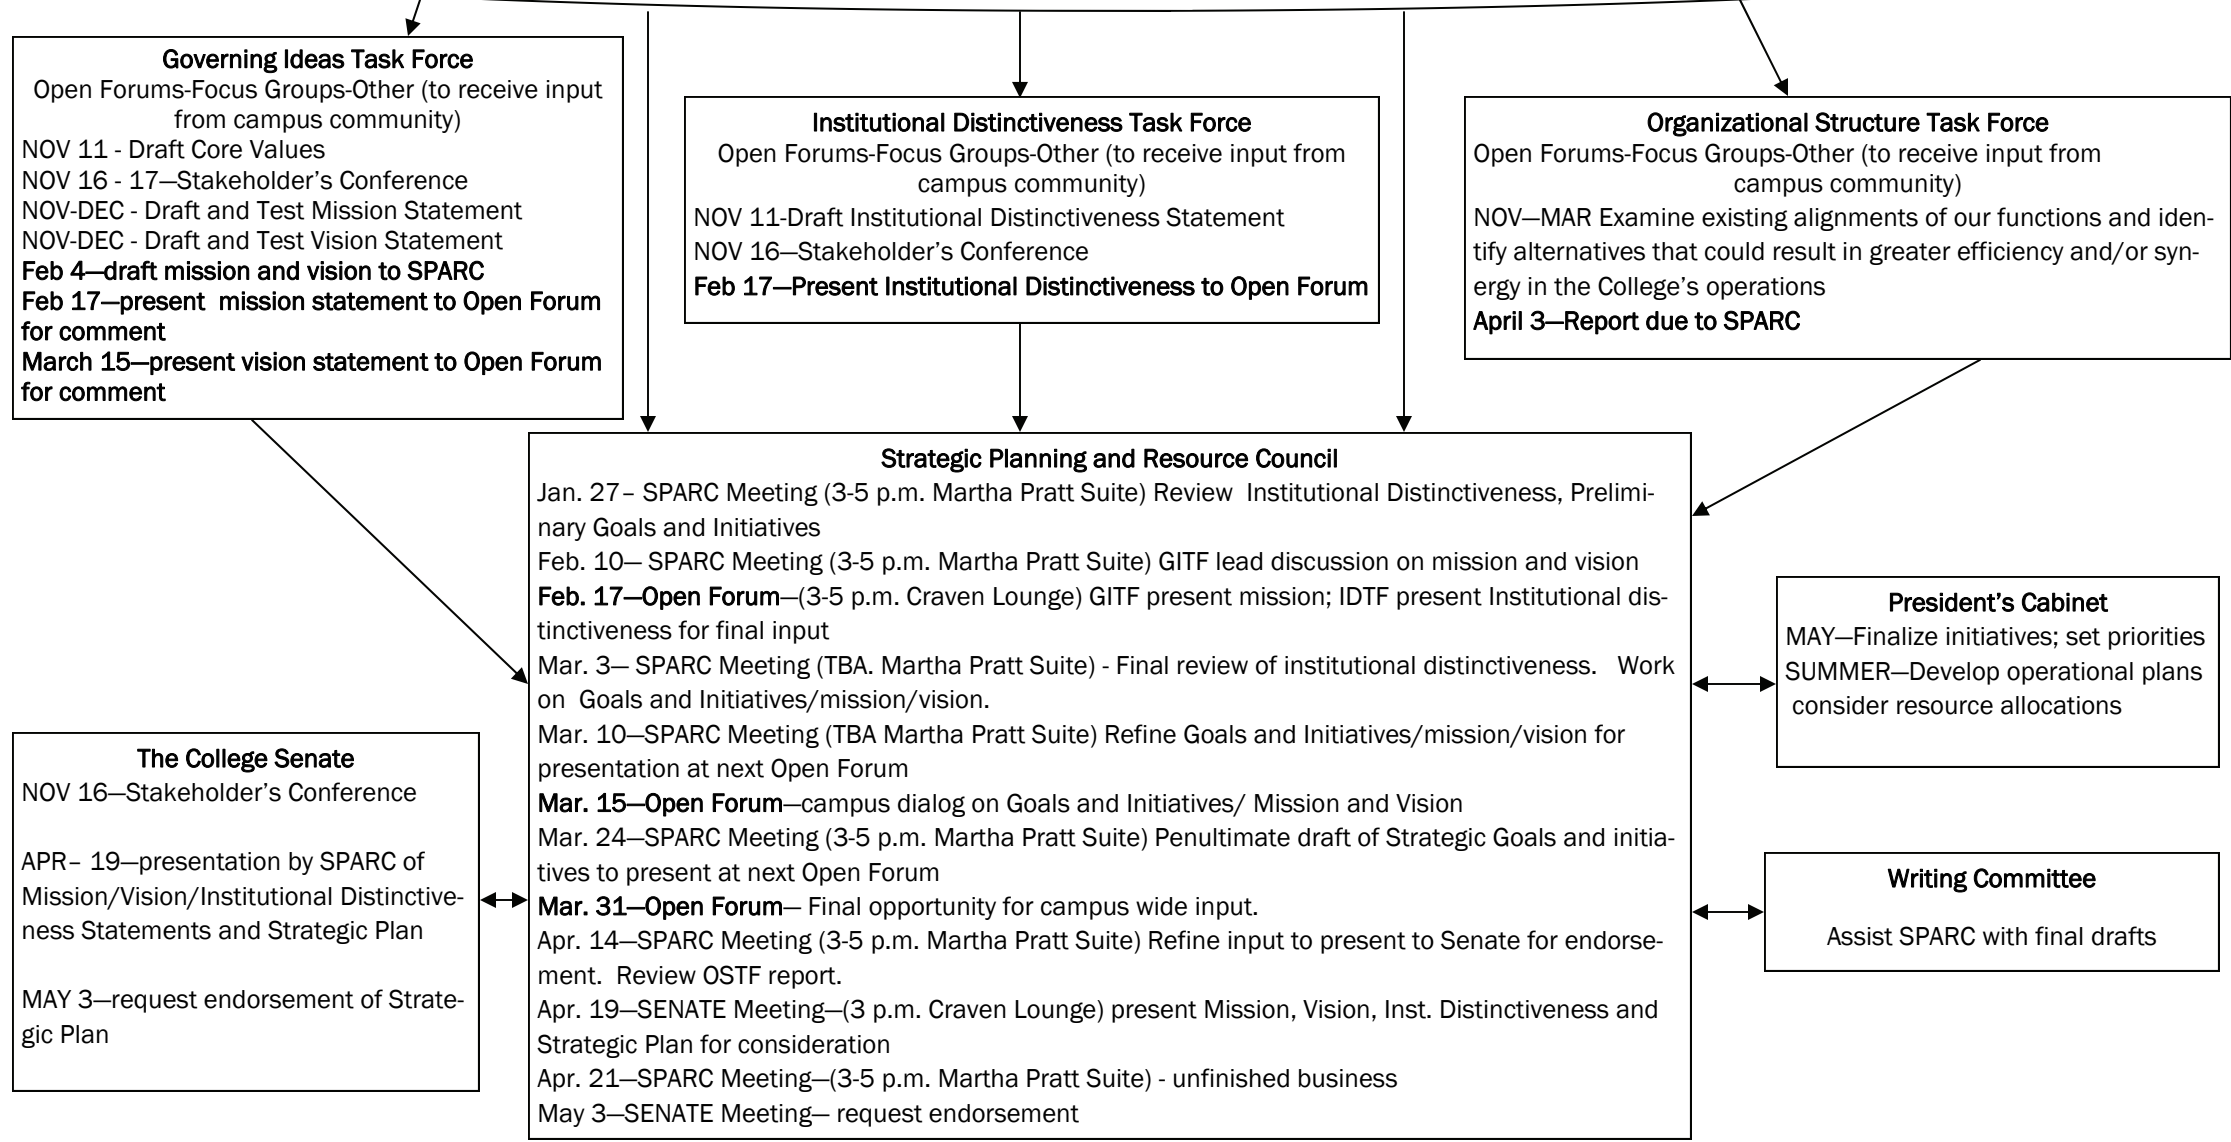 Governing Ideas Task Force
Open Forums-Focus Groups-Other (to receive input
from campus community)
NOV 11 - Draft Core Values
NOV 16 - 17—Stakeholder’s Conference
NOV-DEC - Draft and Test Mission Statement
NOV-DEC - Draft and Test Vision Statement
Feb 4—draft mission and vision to SPARC
Feb 17—present  mission statement to Open Forum
for comment
March 15—present vision statement to Open Forum
for comment
Institutional Distinctiveness Task Force
Open Forums-Focus Groups-Other (to receive input from
campus community)
NOV 11-Draft Institutional Distinctiveness Statement
NOV 16—Stakeholder’s Conference
Feb 17—Present Institutional Distinctiveness to Open Forum
Organizational Structure Task Force
Open Forums-Focus Groups-Other (to receive input from
campus community)
NOV—MAR Examine existing alignments of our functions and iden-
tify alternatives that could result in greater efficiency and/or syn-
ergy in the College’s operations
April 3—Report due to SPARC
Strategic Planning and Resource Council
Jan. 27– SPARC Meeting (3-5 p.m. Martha Pratt Suite) Review  Institutional Distinctiveness, Prelimi-
nary Goals and Initiatives
Feb. 10— SPARC Meeting (3-5 p.m. Martha Pratt Suite) GITF lead discussion on mission and vision
Feb. 17—Open Forum—(3-5 p.m. Craven Lounge) GITF present mission; IDTF present Institutional dis-
tinctiveness for final input
Mar. 3— SPARC Meeting (TBA. Martha Pratt Suite) - Final review of institutional distinctiveness.   Work
on  Goals and Initiatives/mission/vision.
Mar. 10—SPARC Meeting (TBA Martha Pratt Suite) Refine Goals and Initiatives/mission/vision for
presentation at next Open Forum
Mar. 15—Open Forum—campus dialog on Goals and Initiatives/ Mission and Vision
Mar. 24—SPARC Meeting (3-5 p.m. Martha Pratt Suite) Penultimate draft of Strategic Goals and initia-
tives to present at next Open Forum
Mar. 31—Open Forum— Final opportunity for campus wide input.
Apr. 14—SPARC Meeting (3-5 p.m. Martha Pratt Suite) Refine input to present to Senate for endorse-
ment.  Review OSTF report.
Apr. 19—SENATE Meeting—(3 p.m. Craven Lounge) present Mission, Vision, Inst. Distinctiveness and
Strategic Plan for consideration
Apr. 21—SPARC Meeting—(3-5 p.m. Martha Pratt Suite) - unfinished business
May 3—SENATE Meeting— request endorsement
President’s Cabinet
MAY—Finalize initiatives; set priorities
SUMMER—Develop operational plans
consider resource allocations
The College Senate
NOV 16—Stakeholder’s Conference
APR– 19—presentation by SPARC of
Mission/Vision/Institutional Distinctive-
ness Statements and Strategic Plan
MAY 3—request endorsement of Strate-
gic Plan
Writing Committee
Assist SPARC with final drafts